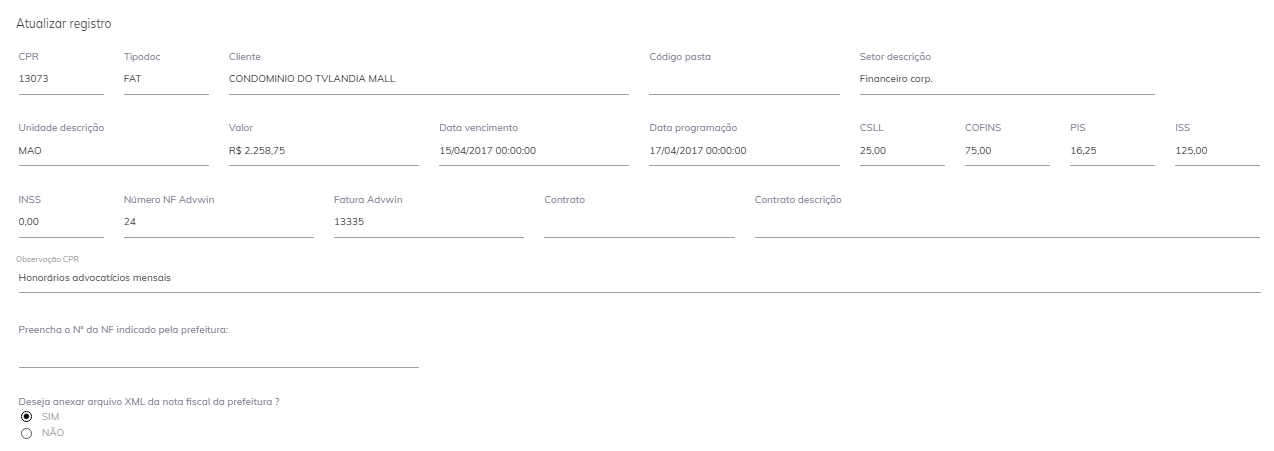 Atualizar registro
CPR Tipodoc Cliente Código pasta Setor descrição
13073 FAT CONDOMINIO DO TVLANDIA MALL Financeiro corp.
Unidade descrição Valor Data vencimento Data programação CSLL COFINS PIS ISS
MAO R$ 2.258,75 15/04/2017 00:00:00 17/04/2017 00:00:00 25,00 75,00 16,25 125,00
INSS Número NF Advwin Fatura Advwin Contrato Contrato descrição
0,00 24 13335
Observação CPR
Honorários advocatícios mensais
Preencha o Nº da NF indicado pela prefeitura:
Deseja anexar arquivo XML da nota fiscal da prefeitura ?
SIM
NÃO